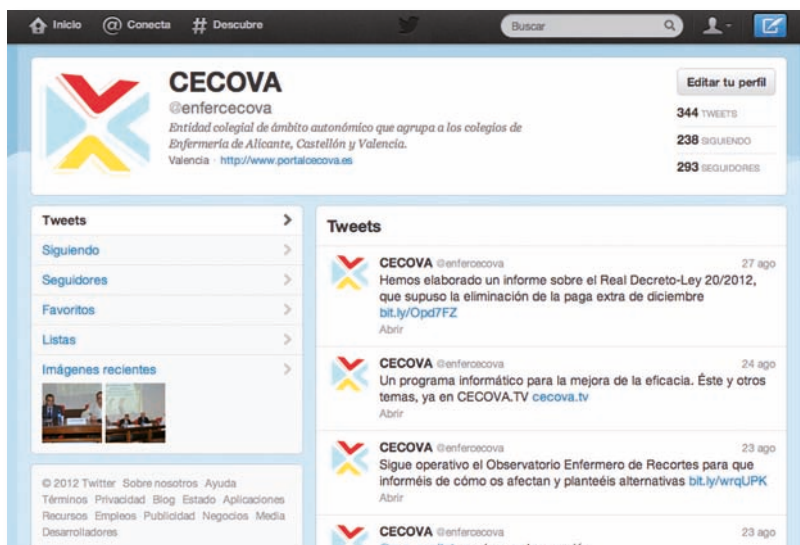 Inicio @ Conecta # Descubre Buscar
CECOVA
@enfercecova
Entidad colegial de ámbito autonómico que agrupa a los colegios de
Enfermería de Alicante, Castellón y Valencia.
Valencia · http://www.portalcecova.es
Editar tu perfil
344 TWEETS
238 SIGUIENDO
293 SEGUIDORES
Tweets
Siguiendo
Seguidores
Favoritos
Listas
Imágenes recientes
© 2012 Twitter Sobre nosotros Ayuda
Términos Privacidad Blog Estado Aplicaciones
Recursos Empleos Publicidad Negocios Media
Desarrolladores
Tweets
CECOVA @enfercecova 27 ago
Hemos elaborado un informe sobre el Real Decreto-Ley 20/2012,
que supuso la eliminación de la paga extra de diciembre
bit.ly/Opd7FZ
Abrir
CECOVA @enfercecova 24 ago
Un programa informático para la mejora de la eficacia. Éste y otros
temas, ya en CECOVA.TV cecova.tv
Abrir
CECOVA @enfercecova 23 ago
Sigue operativo el Observatorio Enfermero de Recortes para que
informéis de cómo os afectan y planteéis alternativas bit.ly/wrqUPK
Abrir
CECOVA @enfercecova 23 ago